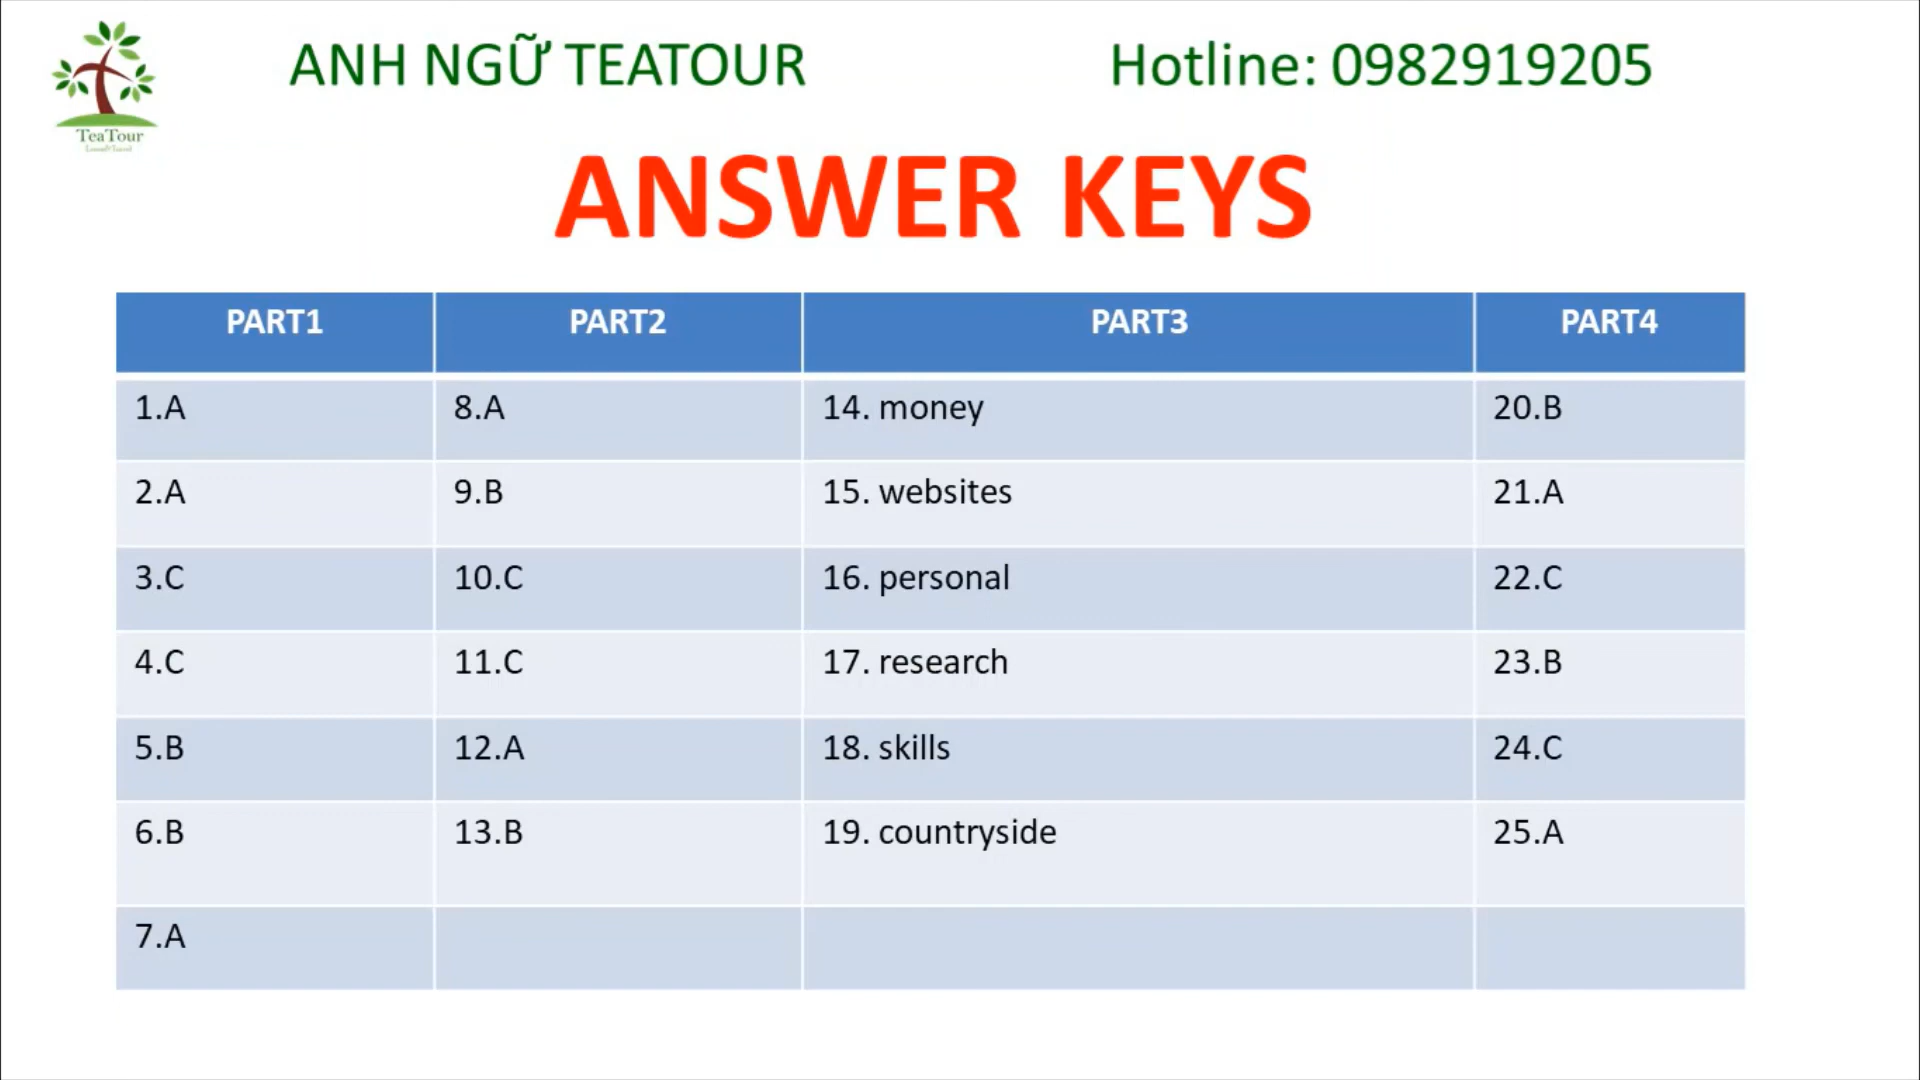 TeaTour
ANH NGỮ TEATOUR
Hotline: 0982919205
ANSWER KEYS
PART1 PART2 PART3 PART4
1.A 8.A 14. money 20.B
2.A 9.B 15. websites 21.A
3.C 10.C 16. personal 22.C
4.C 11.C 17. research 23.B
5.B 12.A 18. skills 24.C
6.B 13.B 19. countryside 25.A
7.A